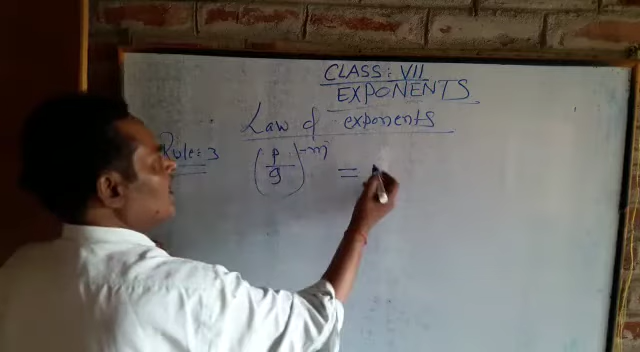 CLASS: VII
EXPONENTS
Law of exponents
Rule: 3 (p/q)^-m =